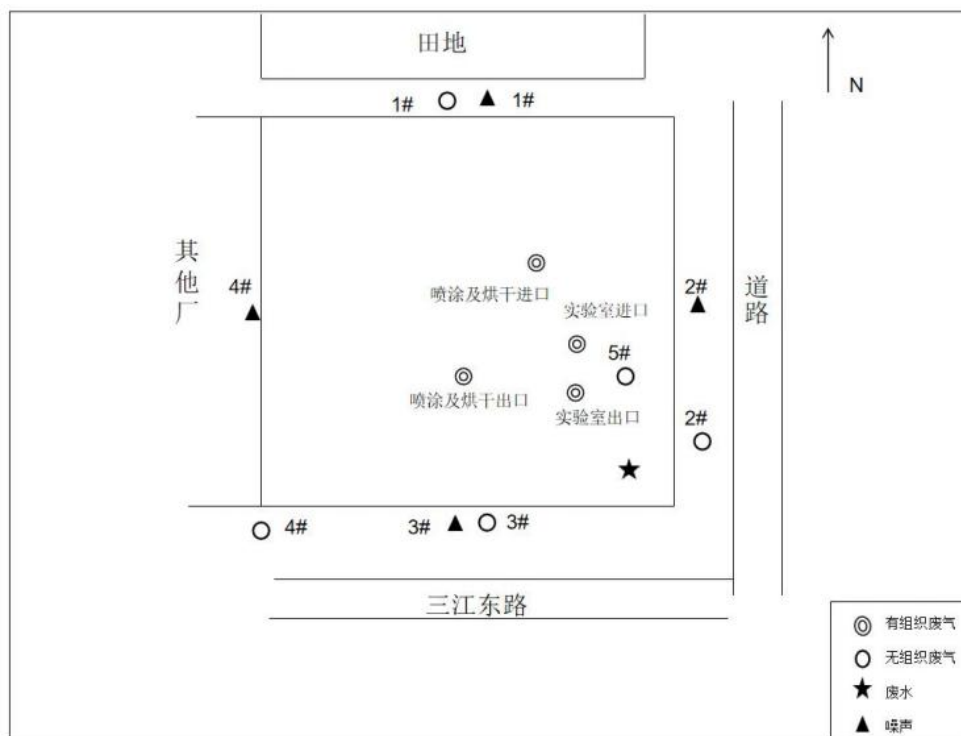 田地
N
1#
1#
其他厂
4#
喷涂及烘干进口
实验室进口
2#
道路
5#
喷涂及烘干出口
实验室出口
2#
4#
3#
3#
三江东路
有组织废气
无组织废气
废水
噪声